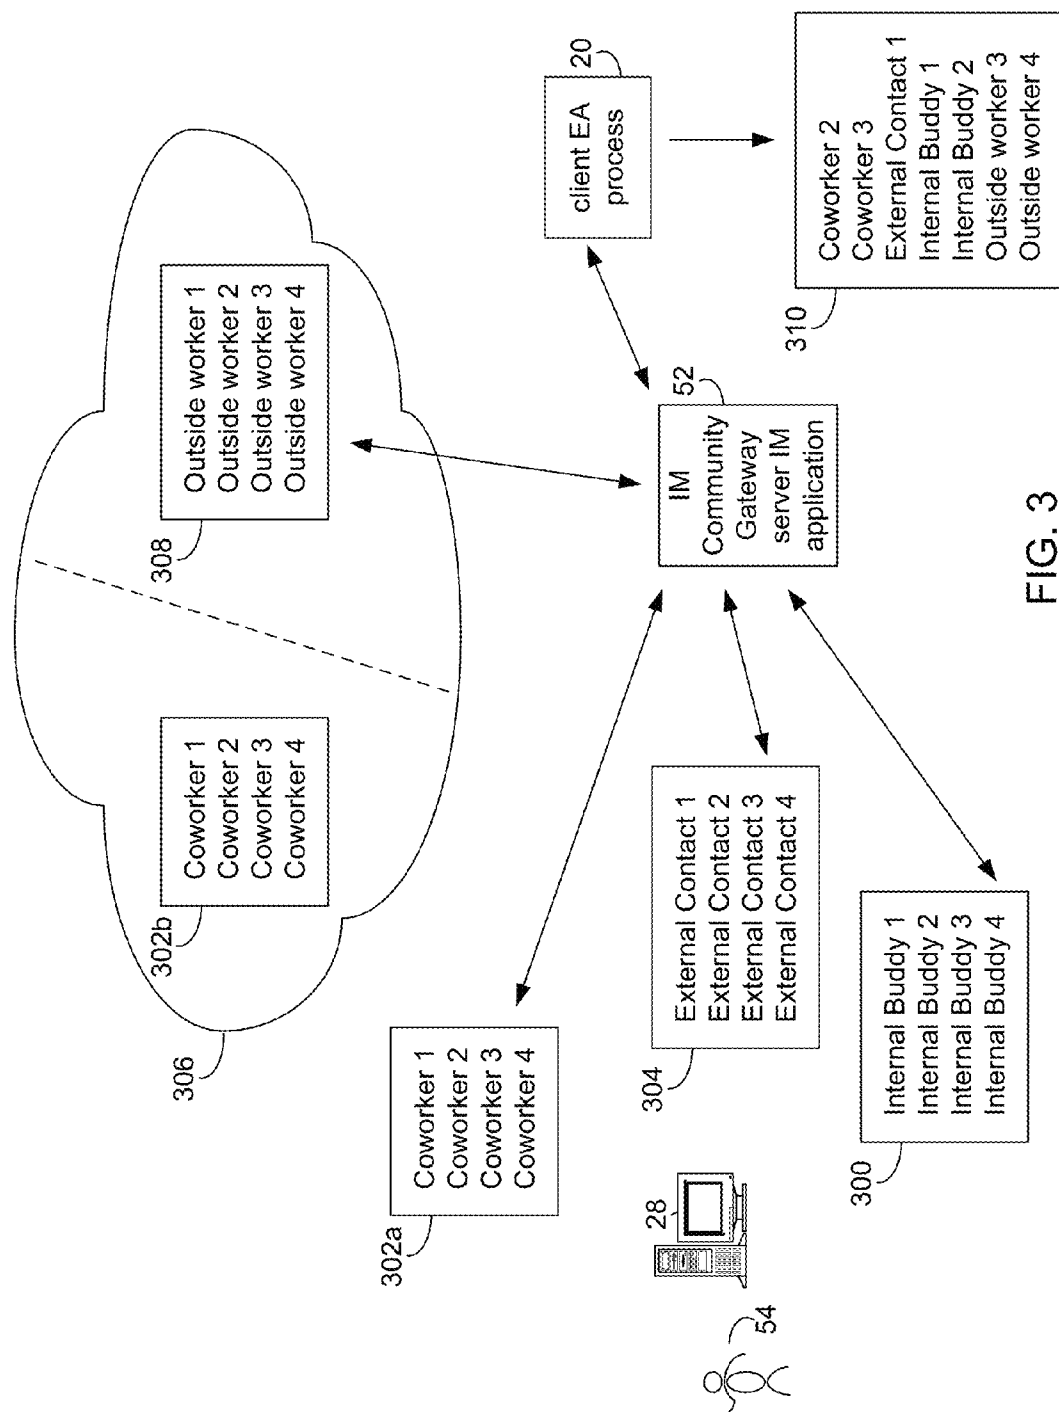 306
302b
Coworker 1
Coworker 2
Coworker 3
Coworker 4
308
Outside worker 1
Outside worker 2
Outside worker 3
Outside worker 4
302a
Coworker 1
Coworker 2
Coworker 3
Coworker 4
54
28
304
External Contact 1
External Contact 2
External Contact 3
External Contact 4
300
Internal Buddy 1
Internal Buddy 2
Internal Buddy 3
Internal Buddy 4
52
IM
Community
Gateway
server IM
application
20
client EA
process
310
Coworker 2
Coworker 3
External Contact 1
Internal Buddy 1
Internal Buddy 2
Outside worker 3
Outside worker 4
FIG. 3